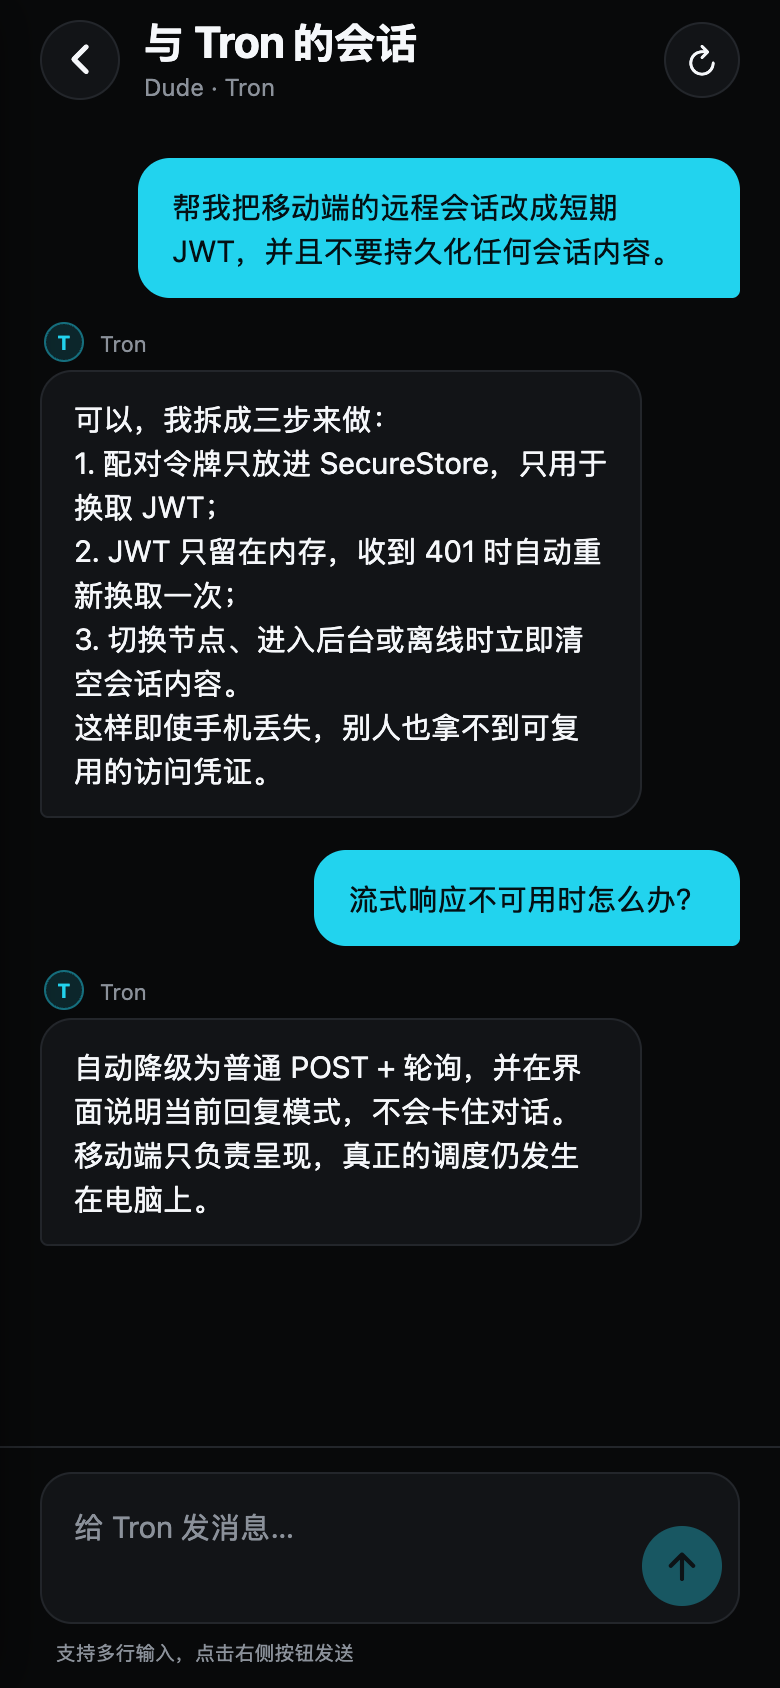 与 Tron 的会话
Dude · Tron
帮我把移动端的远程会话改成短期
JWT，并且不要持久化任何会话内容。
T Tron
可以，我拆成三步来做：
1. 配对令牌只放进 SecureStore，只用于
换取 JWT；
2. JWT 只留在内存，收到 401 时自动重
新换取一次；
3. 切换节点、进入后台或离线时立即清
空会话内容。
这样即使手机丢失，别人也拿不到可复
用的访问凭证。
流式响应不可用时怎么办？
T Tron
自动降级为普通 POST + 轮询，并在界
面说明当前回复模式，不会卡住对话。
移动端只负责呈现，真正的调度仍发生
在电脑上。
给 Tron 发消息...
支持多行输入，点击右侧按钮发送